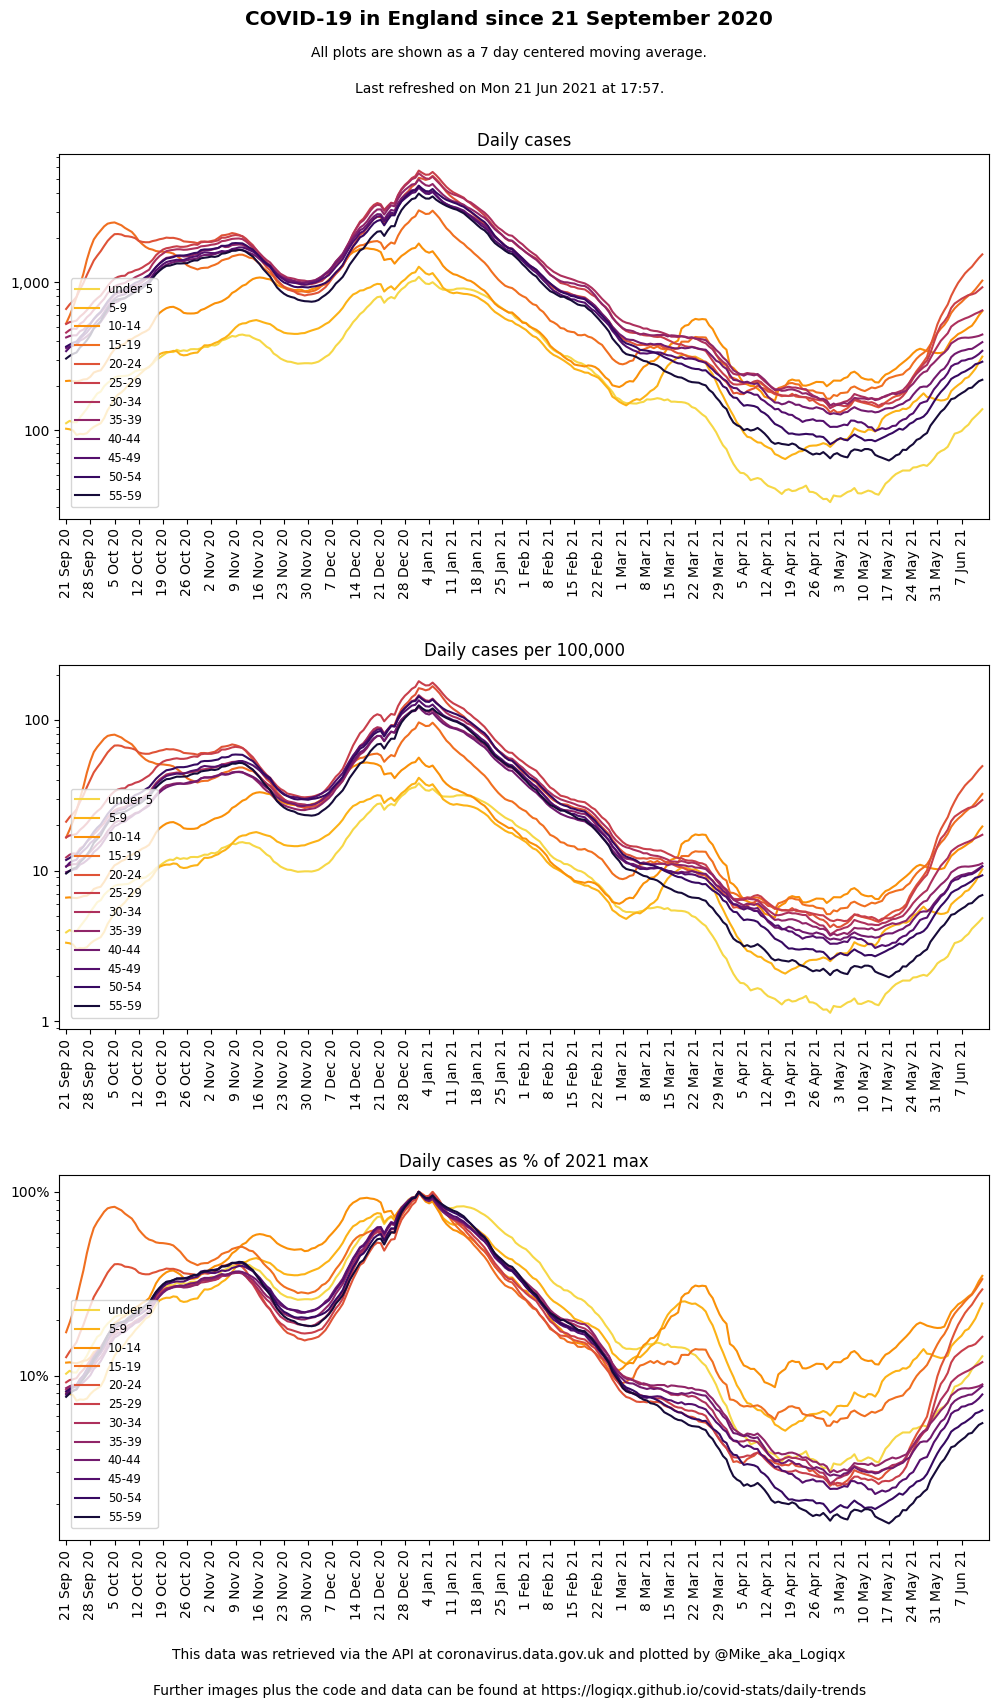 COVID-19 in England since 21 September 2020
All plots are shown as a 7 day centered moving average.
Last refreshed on Mon 21 Jun 2021 at 17:57.
Daily cases
1,000
100
under 5
5-9
10-14
15-19
20-24
25-29
30-34
35-39
40-44
45-49
50-54
55-59
21 Sep 20
28 Sep 20
5 Oct 20
12 Oct 20
19 Oct 20
26 Oct 20
2 Nov 20
9 Nov 20
16 Nov 20
23 Nov 20
30 Nov 20
7 Dec 20
14 Dec 20
21 Dec 20
28 Dec 20
4 Jan 21
11 Jan 21
18 Jan 21
25 Jan 21
1 Feb 21
8 Feb 21
15 Feb 21
22 Feb 21
1 Mar 21
8 Mar 21
15 Mar 21
22 Mar 21
29 Mar 21
5 Apr 21
12 Apr 21
19 Apr 21
26 Apr 21
3 May 21
10 May 21
17 May 21
24 May 21
31 May 21
7 Jun 21
Daily cases per 100,000
100
10
1
under 5
5-9
10-14
15-19
20-24
25-29
30-34
35-39
40-44
45-49
50-54
55-59
21 Sep 20
28 Sep 20
5 Oct 20
12 Oct 20
19 Oct 20
26 Oct 20
2 Nov 20
9 Nov 20
16 Nov 20
23 Nov 20
30 Nov 20
7 Dec 20
14 Dec 20
21 Dec 20
28 Dec 20
4 Jan 21
11 Jan 21
18 Jan 21
25 Jan 21
1 Feb 21
8 Feb 21
15 Feb 21
22 Feb 21
1 Mar 21
8 Mar 21
15 Mar 21
22 Mar 21
29 Mar 21
5 Apr 21
12 Apr 21
19 Apr 21
26 Apr 21
3 May 21
10 May 21
17 May 21
24 May 21
31 May 21
7 Jun 21
Daily cases as % of 2021 max
100%
10%
under 5
5-9
10-14
15-19
20-24
25-29
30-34
35-39
40-44
45-49
50-54
55-59
21 Sep 20
28 Sep 20
5 Oct 20
12 Oct 20
19 Oct 20
26 Oct 20
2 Nov 20
9 Nov 20
16 Nov 20
23 Nov 20
30 Nov 20
7 Dec 20
14 Dec 20
21 Dec 20
28 Dec 20
4 Jan 21
11 Jan 21
18 Jan 21
25 Jan 21
1 Feb 21
8 Feb 21
15 Feb 21
22 Feb 21
1 Mar 21
8 Mar 21
15 Mar 21
22 Mar 21
29 Mar 21
5 Apr 21
12 Apr 21
19 Apr 21
26 Apr 21
3 May 21
10 May 21
17 May 21
24 May 21
31 May 21
7 Jun 21
This data was retrieved via the API at coronavirus.data.gov.uk and plotted by @Mike_aka_Logiqx
Further images plus the code and data can be found at https://logiqx.github.io/covid-stats/daily-trends